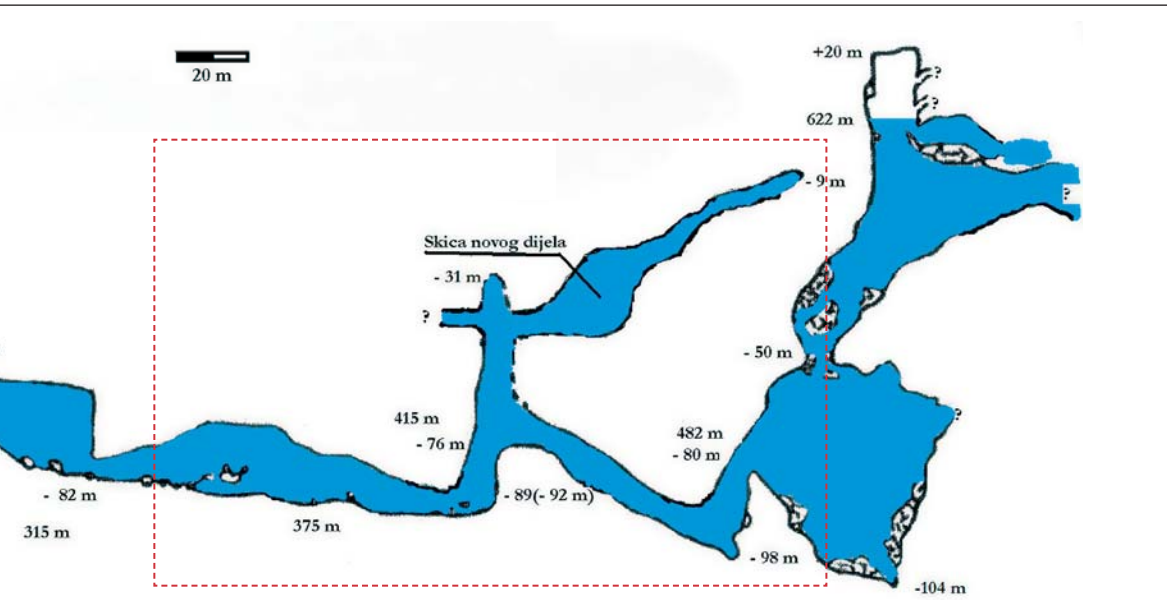 20 m
+20 m
?
?
622 m
- 9 m
?
Skica novog dijela
- 31 m
?
- 50 m
415 m
- 76 m
482 m
- 80 m
?
- 82 m
- 89(- 92 m)
315 m
375 m
- 98 m
-104 m